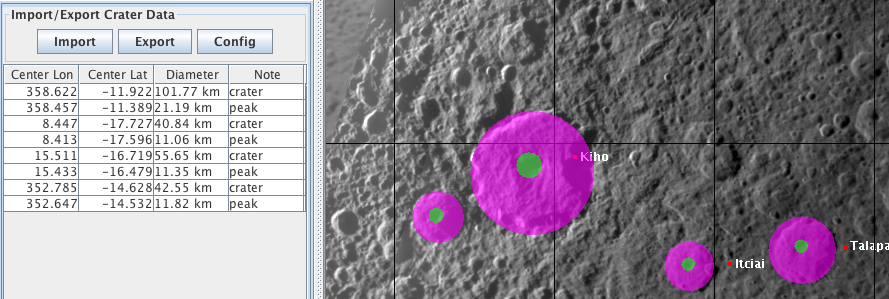 Import/Export Crater Data
Import Export Config
Center Lon Center Lat Diameter Note
358.622 -11.922 101.77 km crater
358.457 -11.389 21.19 km peak
8.447 -17.727 40.84 km crater
8.413 -17.596 11.06 km peak
15.511 -16.719 55.65 km crater
15.433 -16.479 11.35 km peak
352.785 -14.628 42.55 km crater
352.647 -14.532 11.82 km peak
Kiho
Talapa
Itciai